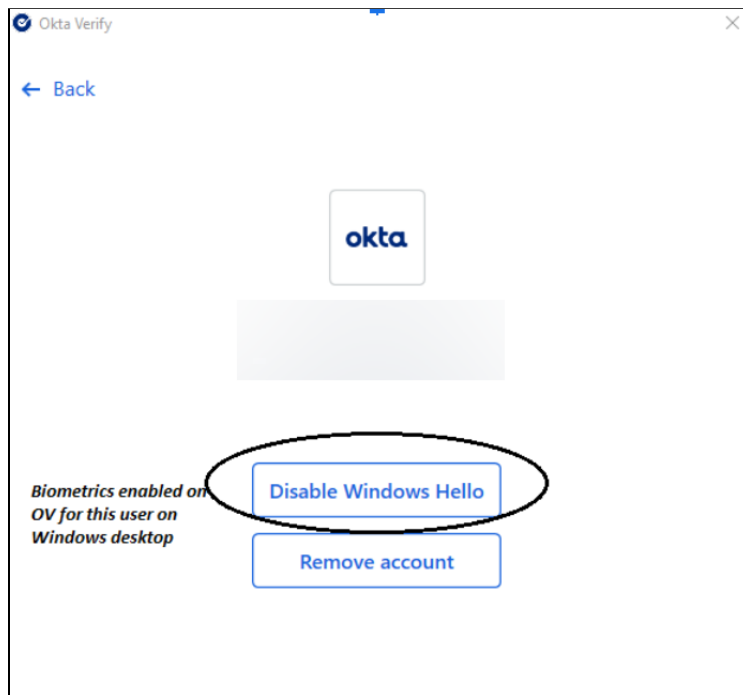 Okta Verify
← Back
okta
Disable Windows Hello
Biometrics enabled on
OV for this user on
Windows desktop
Remove account